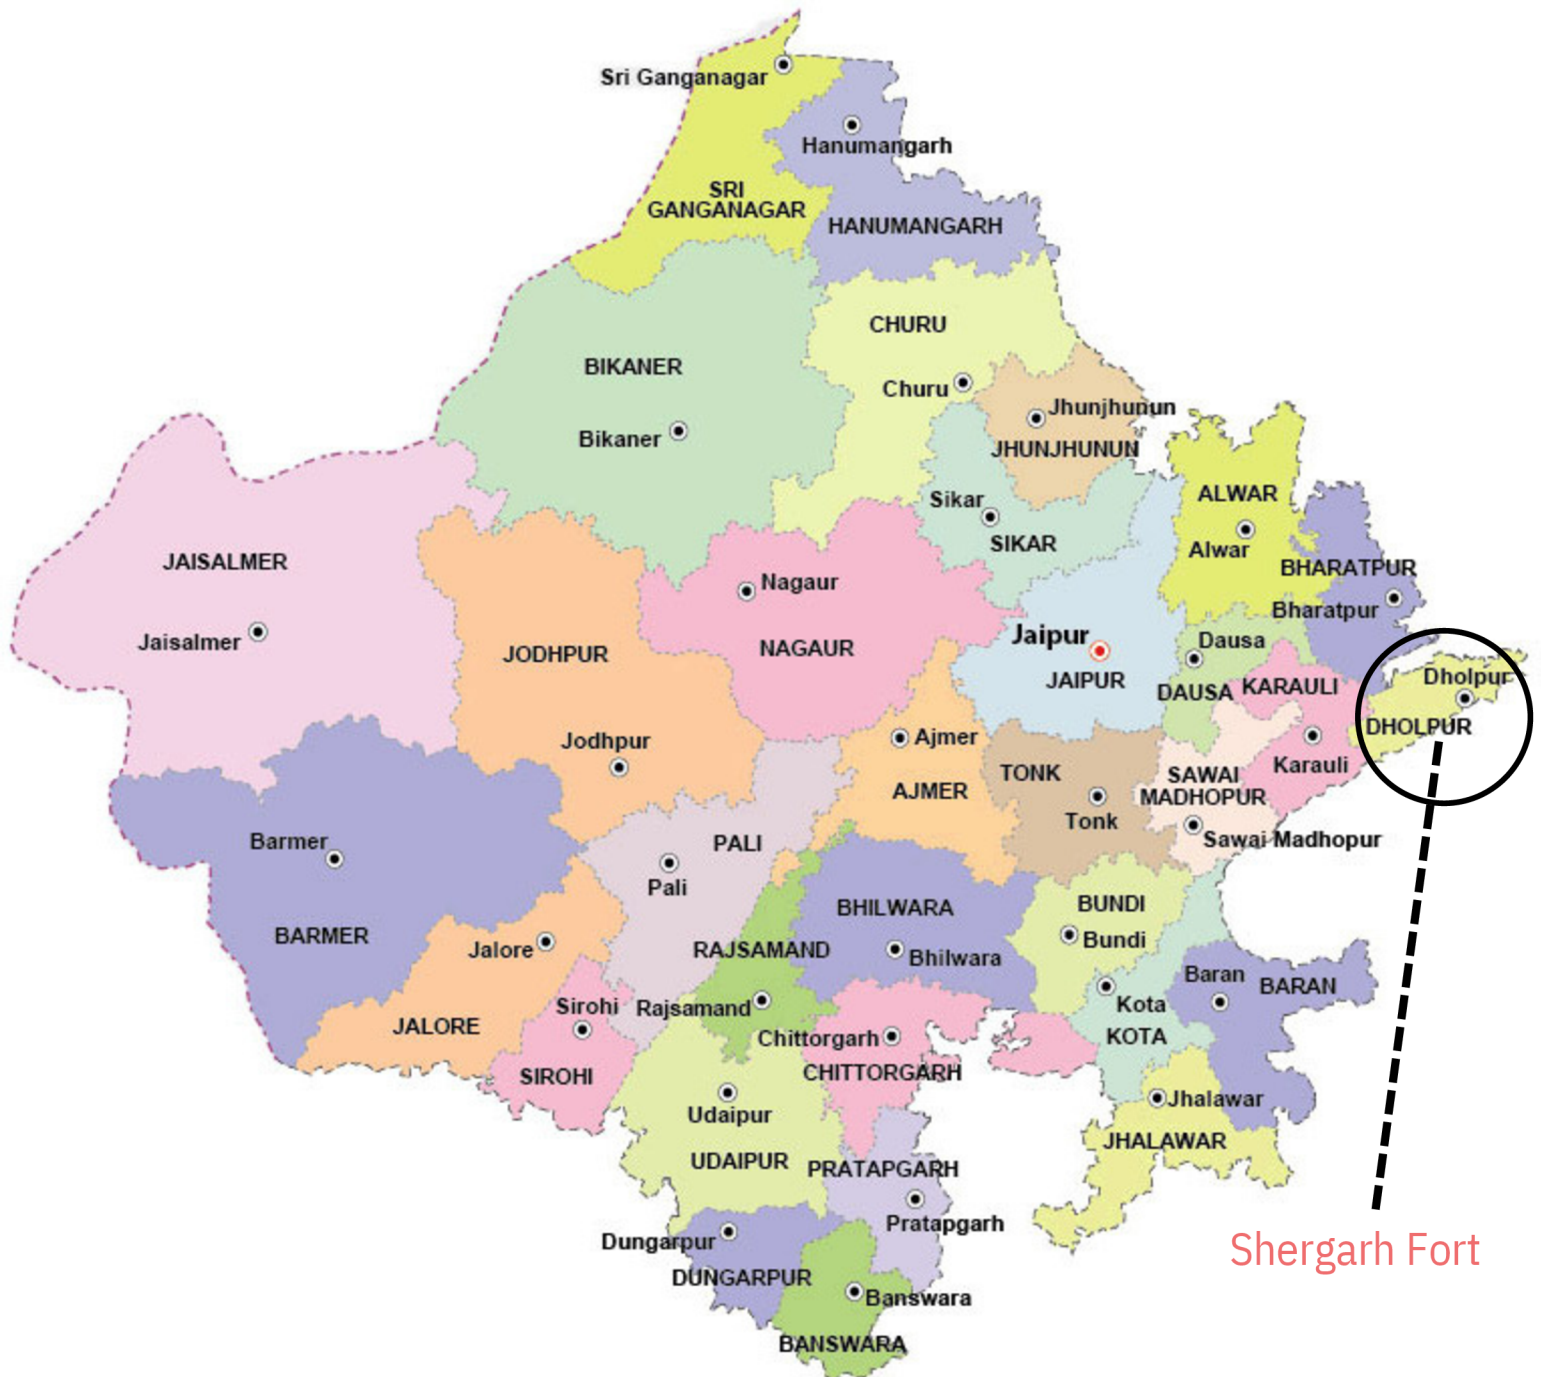 Sri Ganganagar
Hanumangarh
SRI
GANGANAGAR
HANUMANGARH
CHURU
BIKANER
Churu
Jhunjhunun
Bikaner
JHUNJHUNUN
ALWAR
Sikar
SIKAR
Alwar
JAISALMER
BHARATPUR
Nagaur
Bharatpur
Jaisalmer
Jaipur
Dausa
JODHPUR
NAGAUR
JAIPUR
DAUSA
KARAULI
Dholpur
DHOLPUR
Jodhpur
Ajmer
Karauli
TONK
SAWAI
MADHOPUR
AJMER
Tonk
Barmer
PALI
Sawai Madhopur
Pali
BHILWARA
BUNDI
BARMER
Jalore
RAJSAMAND
Bhilwara
Bundi
Baran
BARAN
Sirohi
Rajsamand
Kota
JALORE
Chittorgarh
KOTA
SIROHI
CHITTORGARH
Jhalawar
Udaipur
JHALAWAR
UDAIPUR
PRATAPGARH
Pratapgarh
Dungarpur
Shergarh Fort
DUNGARPUR
Banswara
BANSWARA